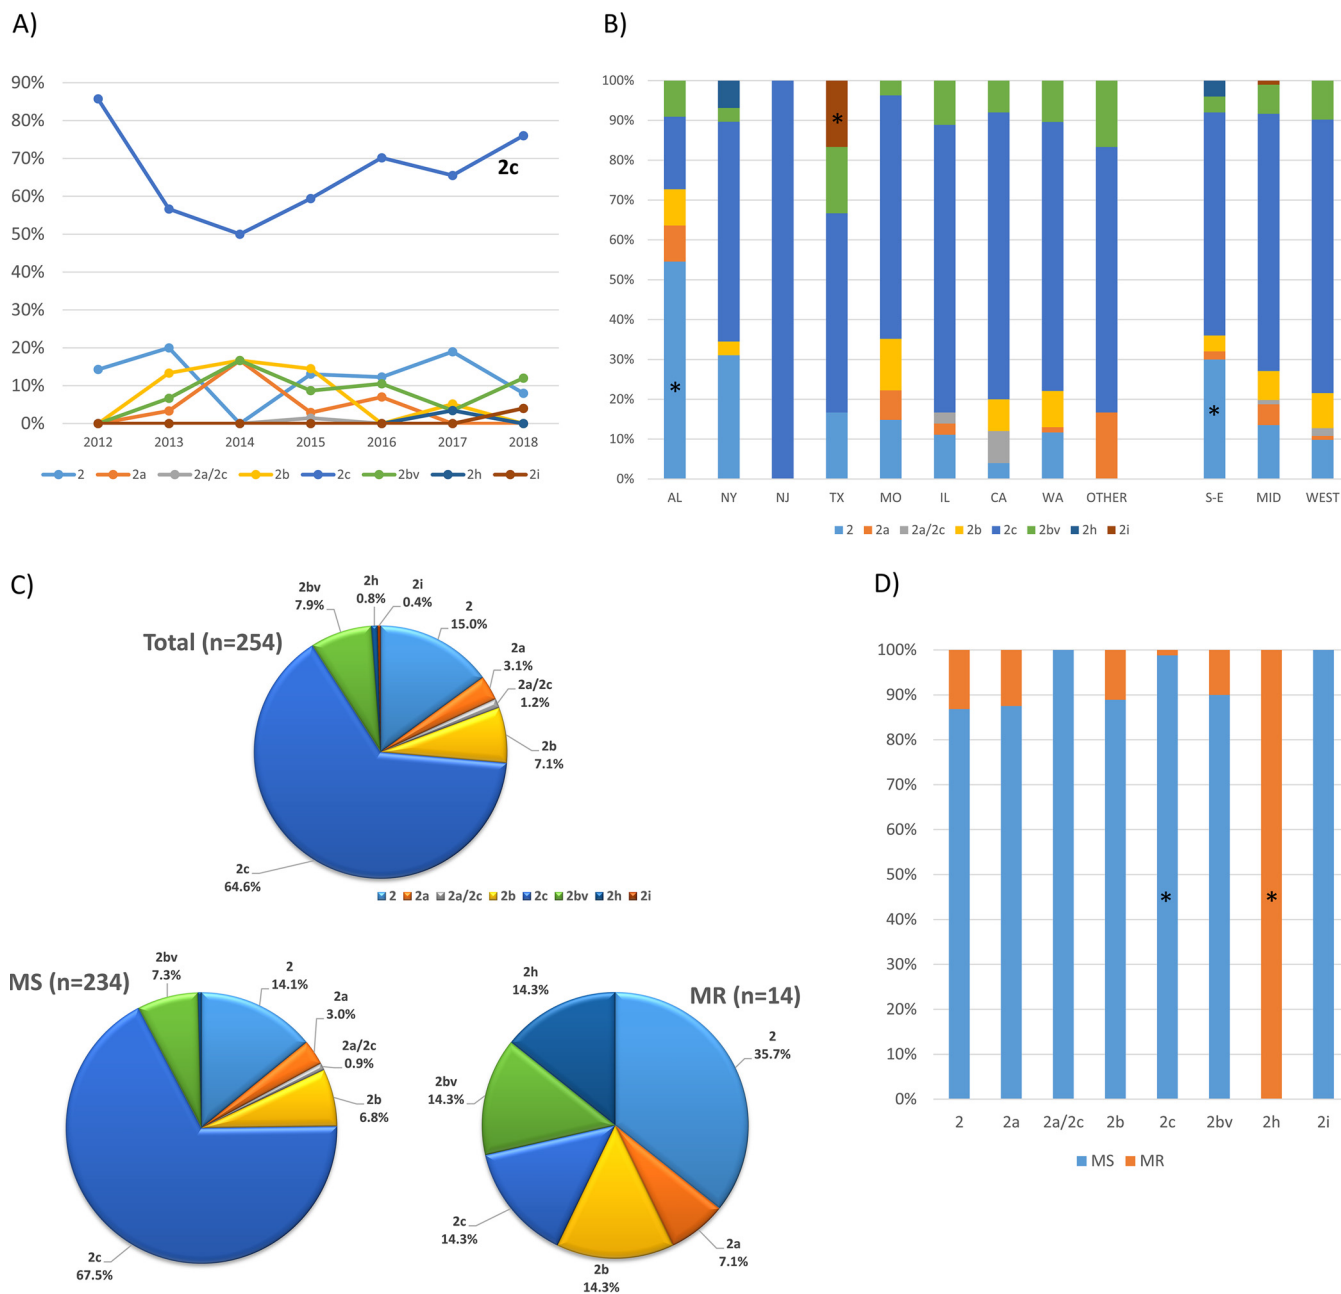 A)
90%
80%
70%
60%
50%
40%
30%
20%
10%
0%
2c
2012 2013 2014 2015 2016 2017 2018
2 2a 2a/2c 2b 2c 2bv 2h 2i
B)
100%
90%
80%
70%
60%
50%
40%
30%
20%
10%
0%
*
*
*
AL NY NJ TX MO IL CA WA OTHER S-E MID WEST
2 2a 2a/2c 2b 2c 2bv 2h 2i
C)
Total (n=254)
2bv
7.9%
2h
0.8%
2i
0.4%
2
15.0%
2a
3.1%
2a/2c
1.2%
2b
7.1%
2c
64.6%
2 2a 2a/2c 2b 2c 2bv 2h 2i
MS (n=234)
2bv
7.3%
2
14.1%
2a
3.0%
2a/2c
0.9%
2b
6.8%
2c
67.5%
MR (n=14)
2h
14.3%
2
35.7%
2bv
14.3%
2c
14.3%
2b
14.3%
2a
7.1%
D)
100%
90%
80%
70%
60%
50%
40%
30%
20%
10%
0%
*
*
2 2a 2a/2c 2b 2c 2bv 2h 2i
MS MR